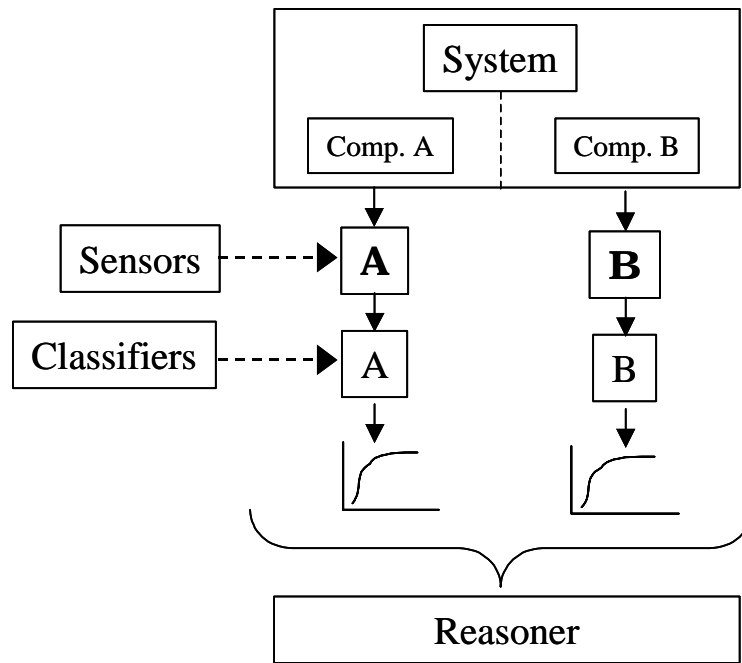 System
Comp. A
Comp. B
Sensors
A
B
Classifiers
A
B
Reasoner